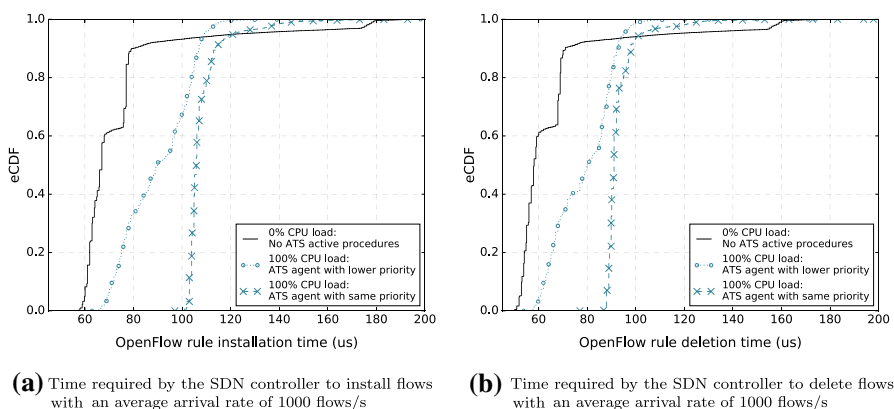 1.0
0.8
0.6
0.4
0.2
0.0
eCDF
60 80 100 120 140 160 180 200
OpenFlow rule installation time (us)
0% CPU load:
No ATS active procedures
100% CPU load:
ATS agent with lower priority
100% CPU load:
ATS agent with same priority
(a) Time required by the SDN controller to install flows
with an average arrival rate of 1000 flows/s
1.0
0.8
0.6
0.4
0.2
0.0
eCDF
60 80 100 120 140 160 180 200
OpenFlow rule deletion time (us)
0% CPU load:
No ATS active procedures
100% CPU load:
ATS agent with lower priority
100% CPU load:
ATS agent with same priority
(b) Time required by the SDN controller to delete flows
with an average arrival rate of 1000 flows/s